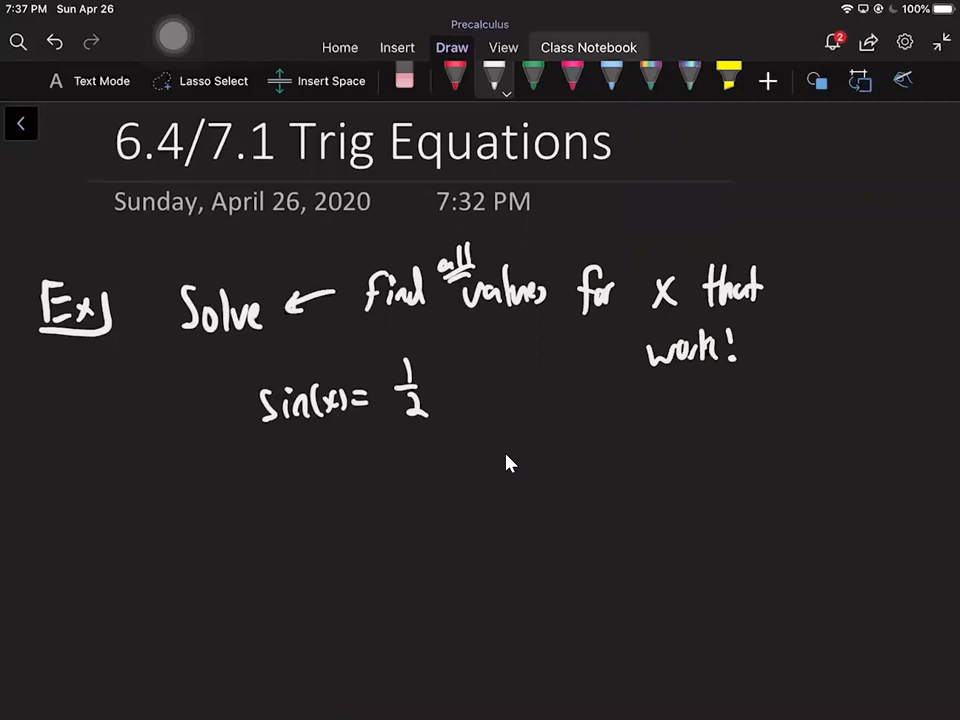 7:37 PM Sun Apr 26 100%
Precalculus
Home Insert Draw View Class Notebook 2
Text Mode Lasso Select Insert Space
6.4/7.1 Trig Equations
Sunday, April 26, 2020 7:32 PM
Ex) Solve ← find all values for x that
work!
sin(x) = 1/2